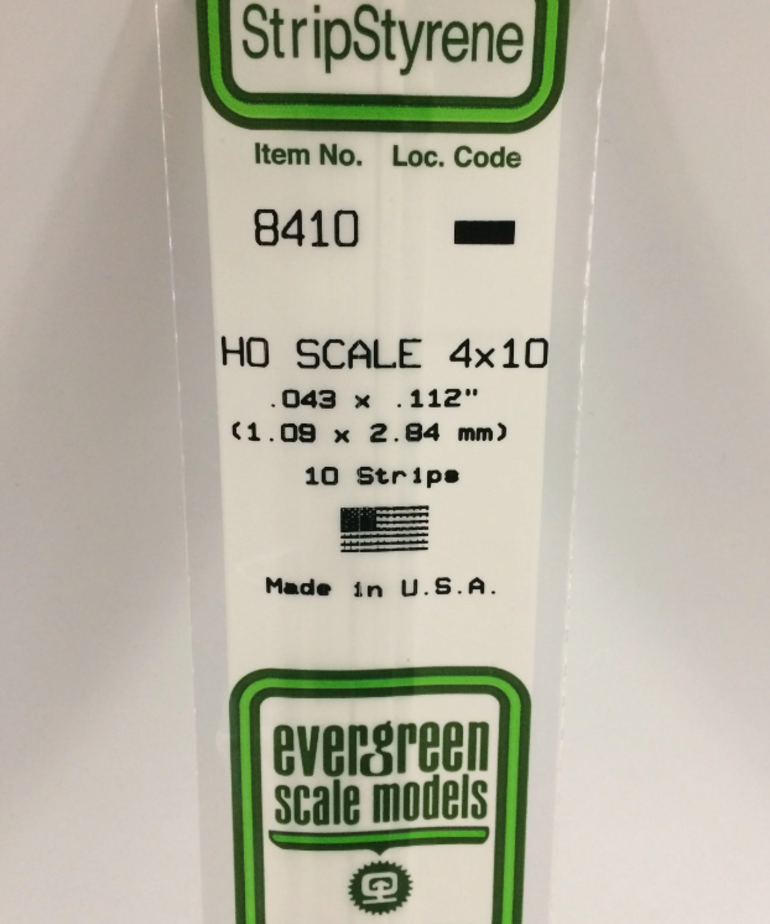 StripStyrene
Item No. Loc. Code
8410
HO SCALE 4x10
.043 x .112"
(1.09 x 2.84 mm)
10 Strips
Made in U.S.A.
evergreen
scale models